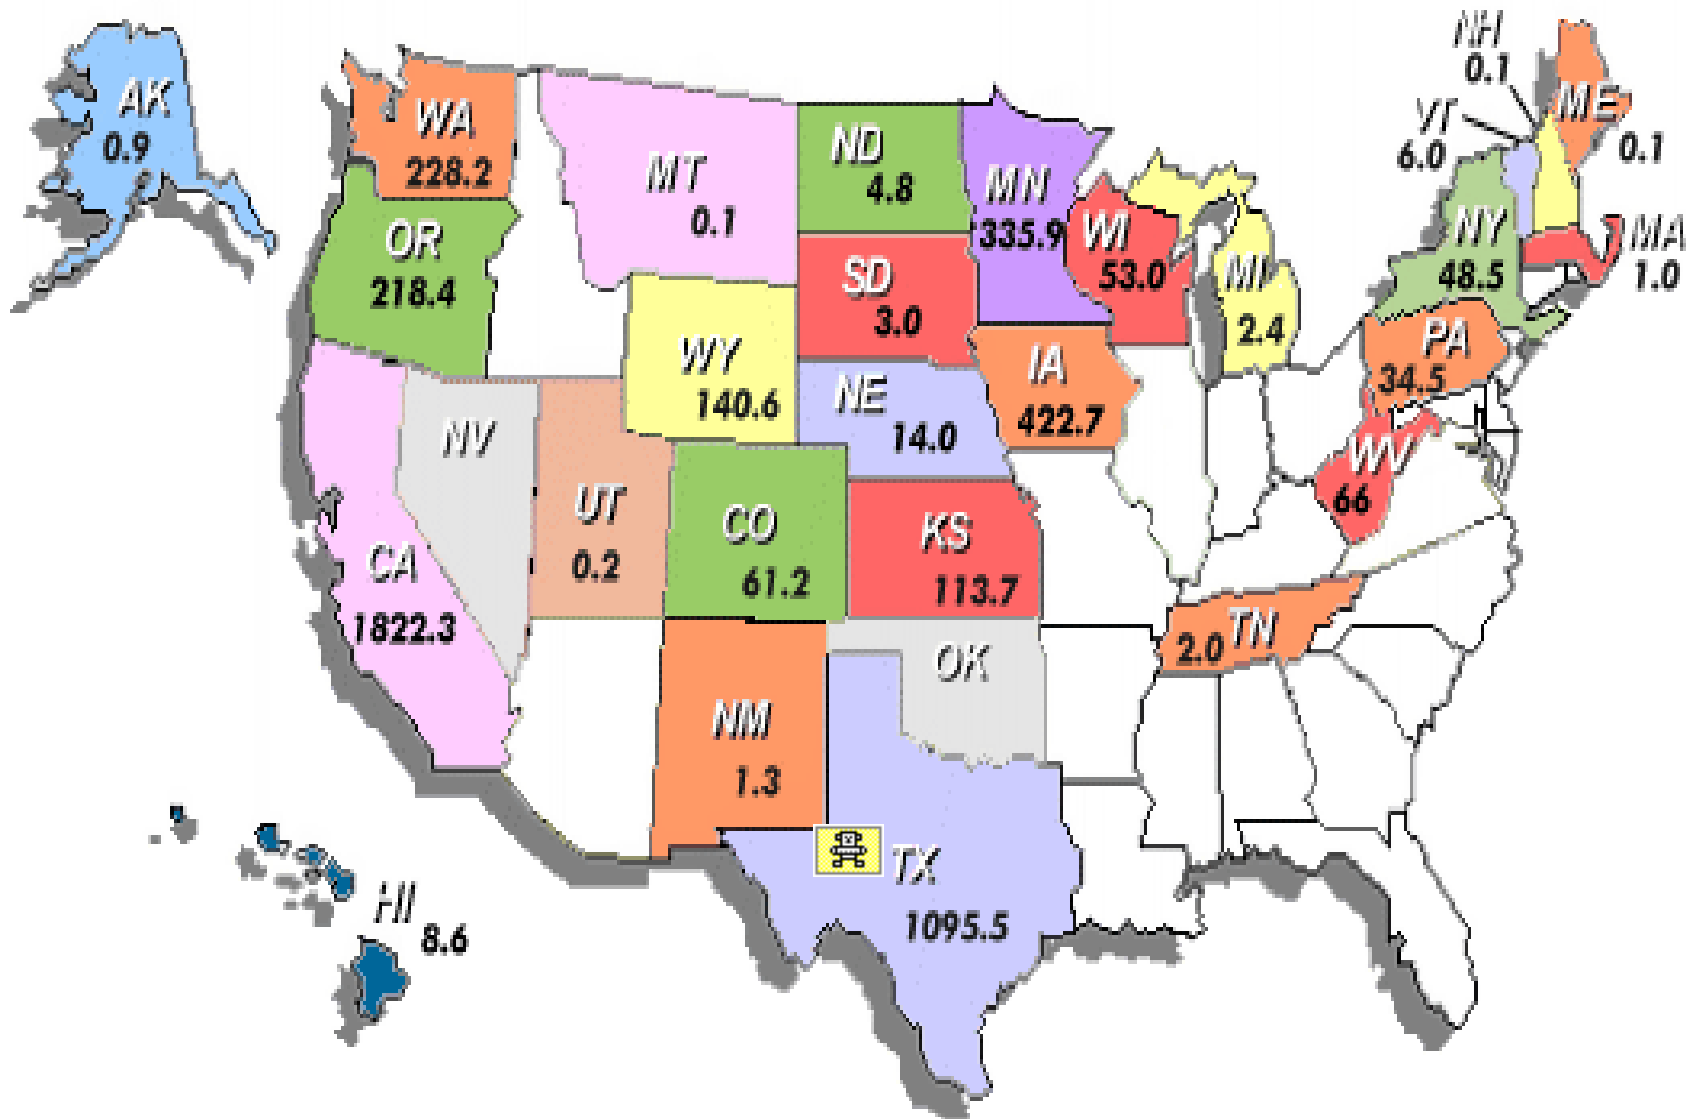 AK
0.9
WA
228.2
OR
218.4
CA
1822.3
NV
MT
0.1
WY
140.6
UT
0.2
CO
61.2
NM
1.3
ND
4.8
SD
3.0
NE
14.0
KS
113.7
OK
TX
1095.5
MN
335.9
IA
422.7
WI
53.0
MI
2.4
TN
2.0
WV
66
PA
34.5
NY
48.5
VT
6.0
NH
0.1
ME
0.1
MA
1.0
HI
8.6